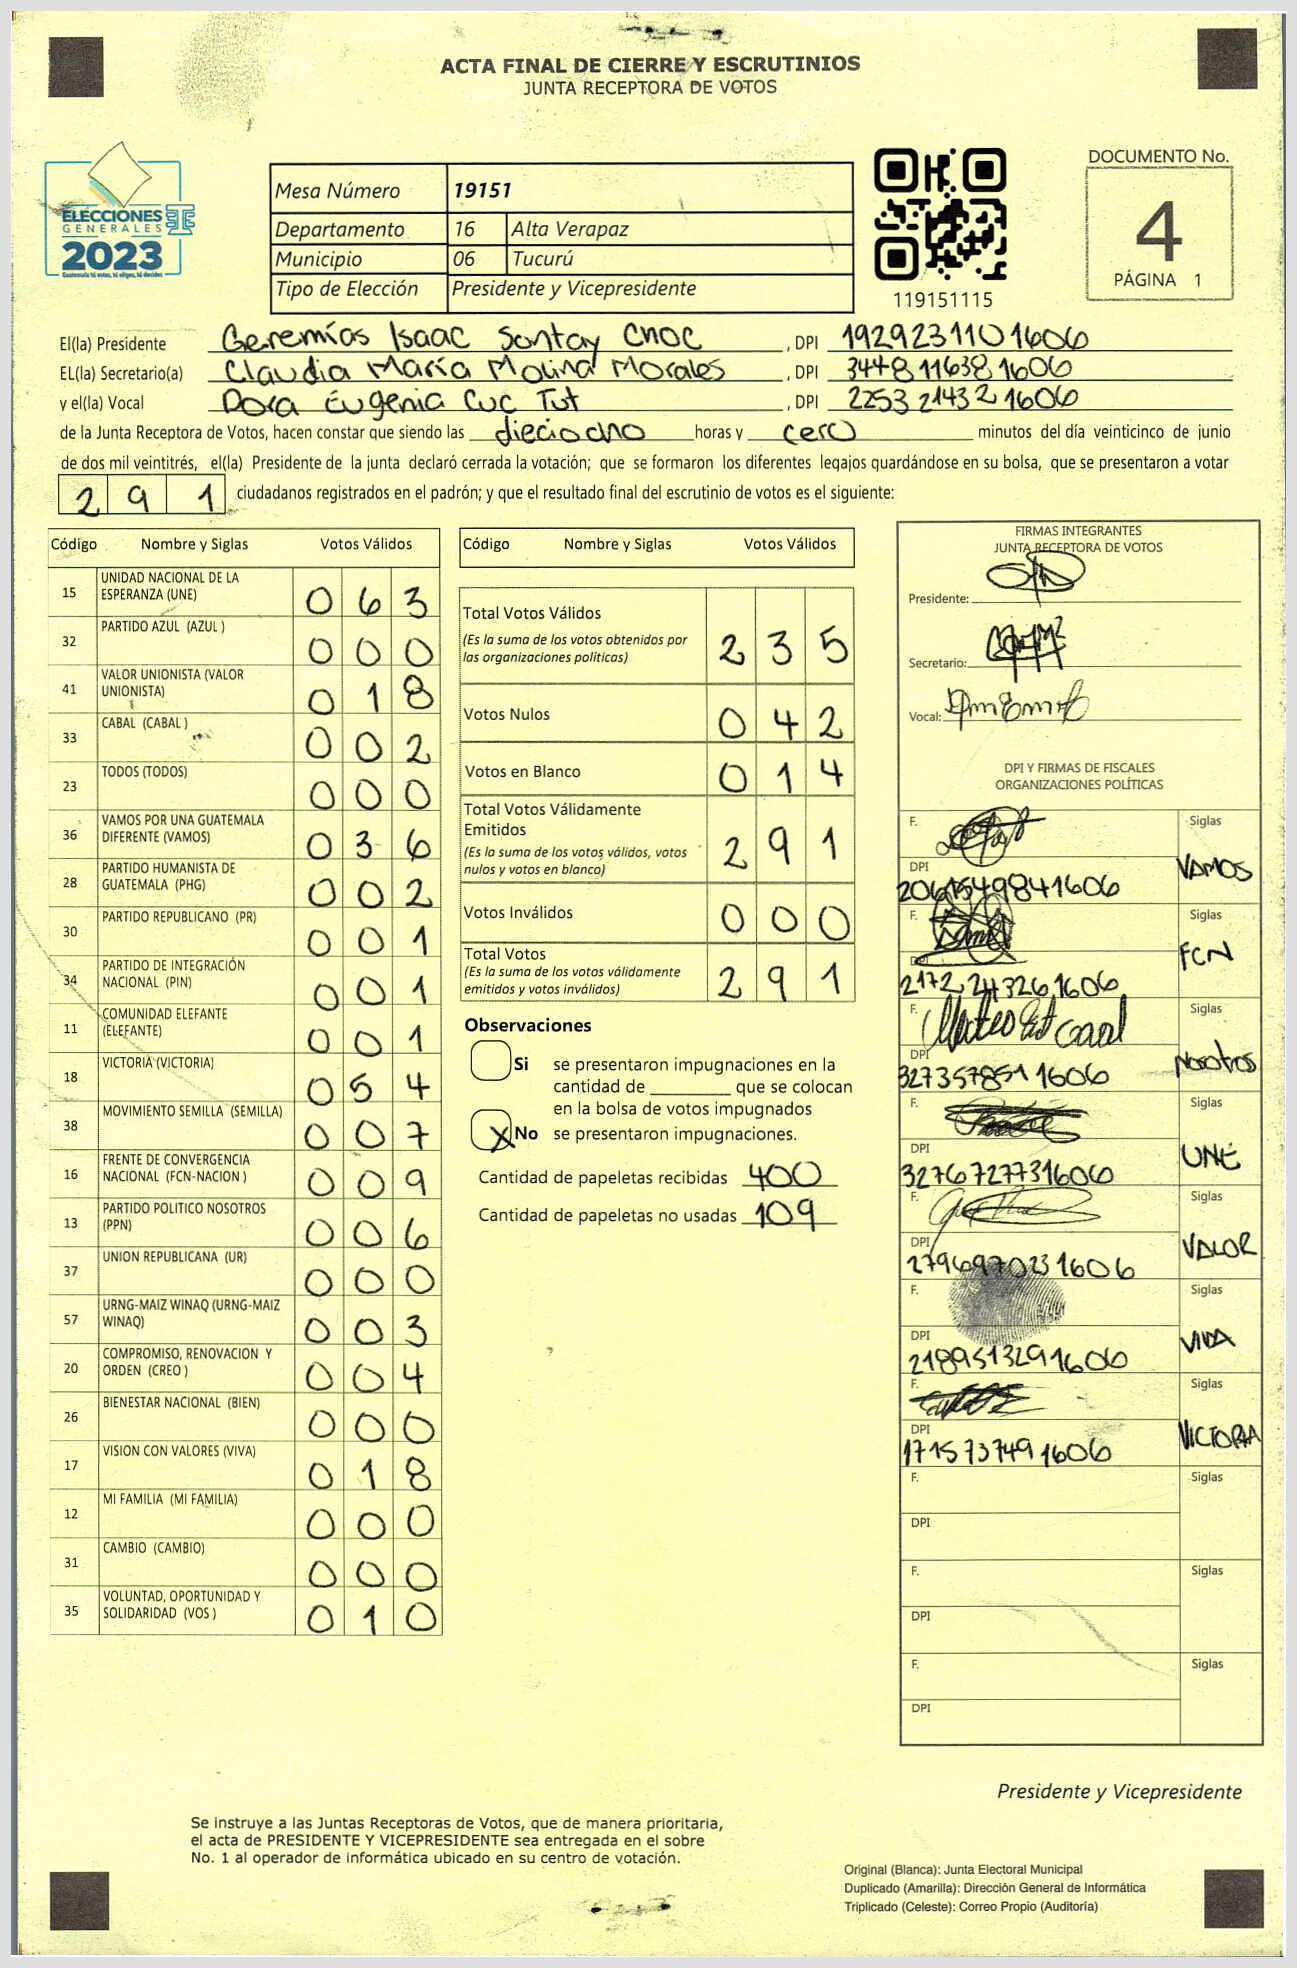 ACTA FINAL DE CIERRE Y ESCRUTINIOS
JUNTA RECEPTORA DE VOTOS
ELECCIONES
GENERALES
2023
Guatemala tú votas, tú eliges, tú decides
Mesa Número 19151
Departamento 16 Alta Verapaz
Municipio 06 Tucurú
Tipo de Elección Presidente y Vicepresidente
119151115
DOCUMENTO No.
4
PÁGINA 1
El(la) Presidente Geremías Isaac Santay Choc, DPI 1929231101606
EL(la) Secretario(a) Claudia María Molina Morales, DPI 3448116381606
y el(la) Vocal Dora Eugenia Cuc Tut, DPI 2253214321606
de la Junta Receptora de Votos, hacen constar que siendo las dieciocho horas y cero minutos del día veinticinco de junio
de dos mil veintitrés, el(la) Presidente de la junta declaró cerrada la votación; que se formaron los diferentes legajos guardándose en su bolsa, que se presentaron a votar
2 9 1 ciudadanos registrados en el padrón; y que el resultado final del escrutinio de votos es el siguiente:
Código Nombre y Siglas Votos Válidos
15 UNIDAD NACIONAL DE LA
ESPERANZA (UNE) 0 6 3
32 PARTIDO AZUL (AZUL ) 0 0 0
41 VALOR UNIONISTA (VALOR
UNIONISTA) 0 1 8
33 CABAL (CABAL ) 0 0 2
23 TODOS (TODOS) 0 0 0
36 VAMOS POR UNA GUATEMALA
DIFERENTE (VAMOS) 0 3 6
28 PARTIDO HUMANISTA DE
GUATEMALA (PHG) 0 0 2
30 PARTIDO REPUBLICANO (PR) 0 0 1
34 PARTIDO DE INTEGRACIÓN
NACIONAL (PIN) 0 0 1
11 COMUNIDAD ELEFANTE
(ELEFANTE) 0 0 1
18 VICTORIA (VICTORIA) 0 5 4
38 MOVIMIENTO SEMILLA (SEMILLA) 0 0 7
16 FRENTE DE CONVERGENCIA
NACIONAL (FCN-NACION ) 0 0 9
13 PARTIDO POLITICO NOSOTROS
(PPN) 0 0 6
37 UNION REPUBLICANA (UR) 0 0 0
57 URNG-MAIZ WINAQ (URNG-MAIZ
WINAQ) 0 0 3
20 COMPROMISO, RENOVACION Y
ORDEN (CREO ) 0 0 4
26 BIENESTAR NACIONAL (BIEN) 0 0 0
17 VISION CON VALORES (VIVA) 0 1 8
12 MI FAMILIA (MI FAMILIA) 0 0 0
31 CAMBIO (CAMBIO) 0 0 0
35 VOLUNTAD, OPORTUNIDAD Y
SOLIDARIDAD (VOS ) 0 1 0
Código Nombre y Siglas Votos Válidos
Total Votos Válidos
(Es la suma de los votos obtenidos por
las organizaciones políticas) 2 3 5
Votos Nulos 0 4 2
Votos en Blanco 0 1 4
Total Votos Válidamente
Emitidos
(Es la suma de los votos válidos, votos
nulos y votos en blanco) 2 9 1
Votos Inválidos 0 0 0
Total Votos
(Es la suma de los votos válidamente
emitidos y votos inválidos) 2 9 1
Observaciones
Si se presentaron impugnaciones en la
cantidad de ________ que se colocan
en la bolsa de votos impugnados
X No se presentaron impugnaciones.
Cantidad de papeletas recibidas 400
Cantidad de papeletas no usadas 109
FIRMAS INTEGRANTES
JUNTA RECEPTORA DE VOTOS
Presidente:
Secretario:
Vocal:
DPI Y FIRMAS DE FISCALES
ORGANIZACIONES POLÍTICAS
F. Siglas
VAMOS
DPI
2061549841606
F. Siglas
FCN
DPI
2172243261606
F. Siglas
Nosotros
DPI
3273578511606
F. Siglas
UNE
DPI
3276727731606
F. Siglas
VALOR
DPI
2796970231606
F. Siglas
VIVA
DPI
2189513291606
F. Siglas
VICTORIA
DPI
1715737491606
F. Siglas
DPI
F. Siglas
DPI
F. Siglas
DPI
Presidente y Vicepresidente
Se instruye a las Juntas Receptoras de Votos, que de manera prioritaria,
el acta de PRESIDENTE Y VICEPRESIDENTE sea entregada en el sobre
No. 1 al operador de informática ubicado en su centro de votación.
Original (Blanca): Junta Electoral Municipal
Duplicado (Amarilla): Dirección General de Informática
Triplicado (Celeste): Correo Propio (Auditoría)